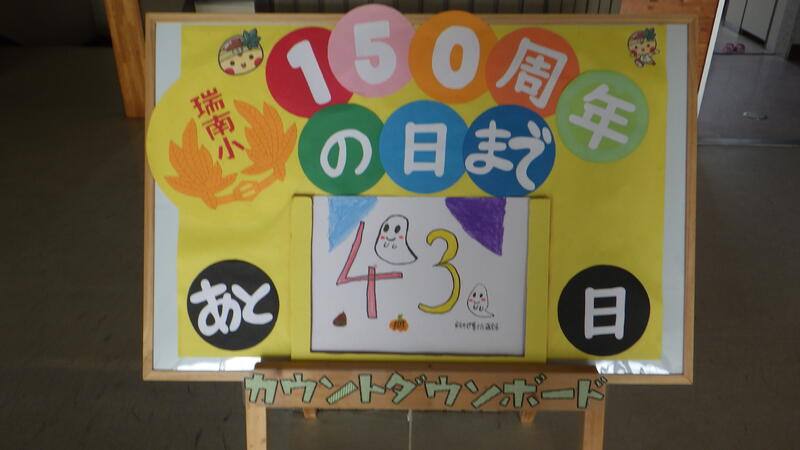 150周年
の日まで
瑞南小
あと
43
日
カウントダウンボード